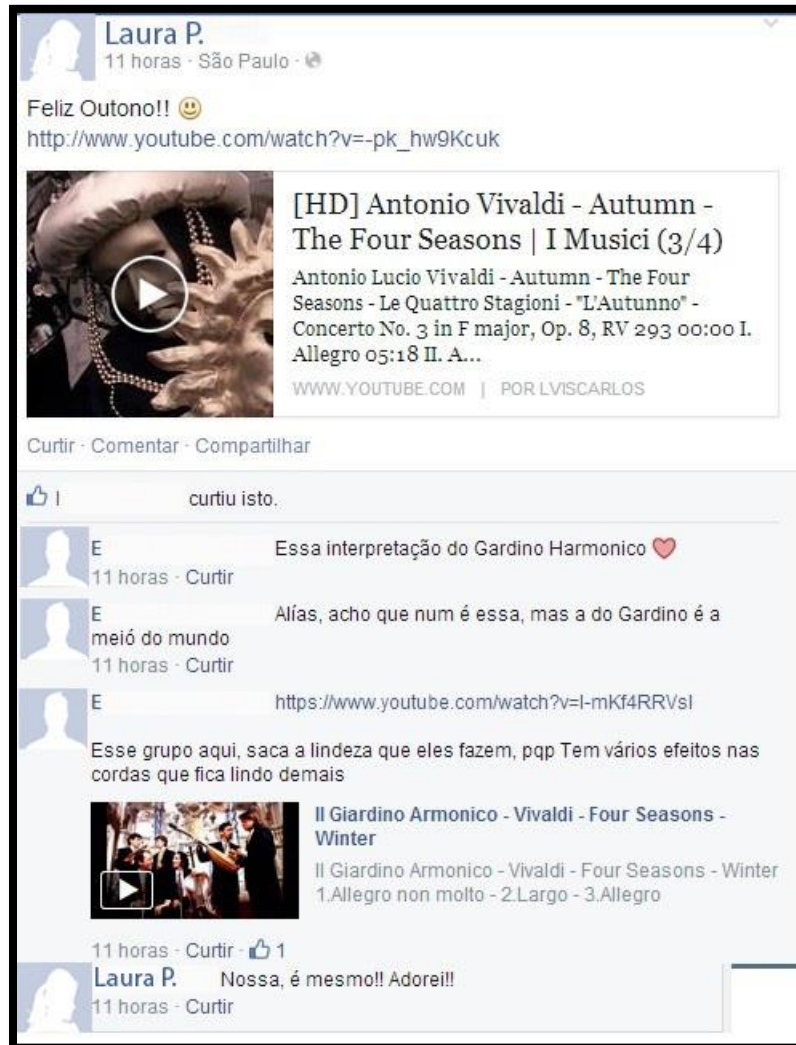 Laura P.
11 horas · São Paulo ·
Feliz Outono!!
http://www.youtube.com/watch?v=-pk_hw9Kcuk
[HD] Antonio Vivaldi - Autumn -
The Four Seasons | I Musici (3/4)
Antonio Lucio Vivaldi - Autumn - The Four
Seasons - Le Quattro Stagioni - "L'Autunno" -
Concerto No. 3 in F major, Op. 8, RV 293 00:00 I.
Allegro 05:18 II. A...
WWW.YOUTUBE.COM | POR LVISCARLOS
Curtir · Comentar · Compartilhar
I curtiu isto.
E Essa interpretação do Gardino Harmonico
11 horas · Curtir
E Alías, acho que num é essa, mas a do Gardino é a
meió do mundo
11 horas · Curtir
E https://www.youtube.com/watch?v=l-mKf4RRVsI
Esse grupo aqui, saca a lindeza que eles fazem, pqp Tem vários efeitos nas
cordas que fica lindo demais
Il Giardino Armonico - Vivaldi - Four Seasons -
Winter
Il Giardino Armonico - Vivaldi - Four Seasons - Winter
1.Allegro non molto - 2.Largo - 3.Allegro
11 horas · Curtir · 1
Laura P. Nossa, é mesmo!! Adorei!!
11 horas · Curtir